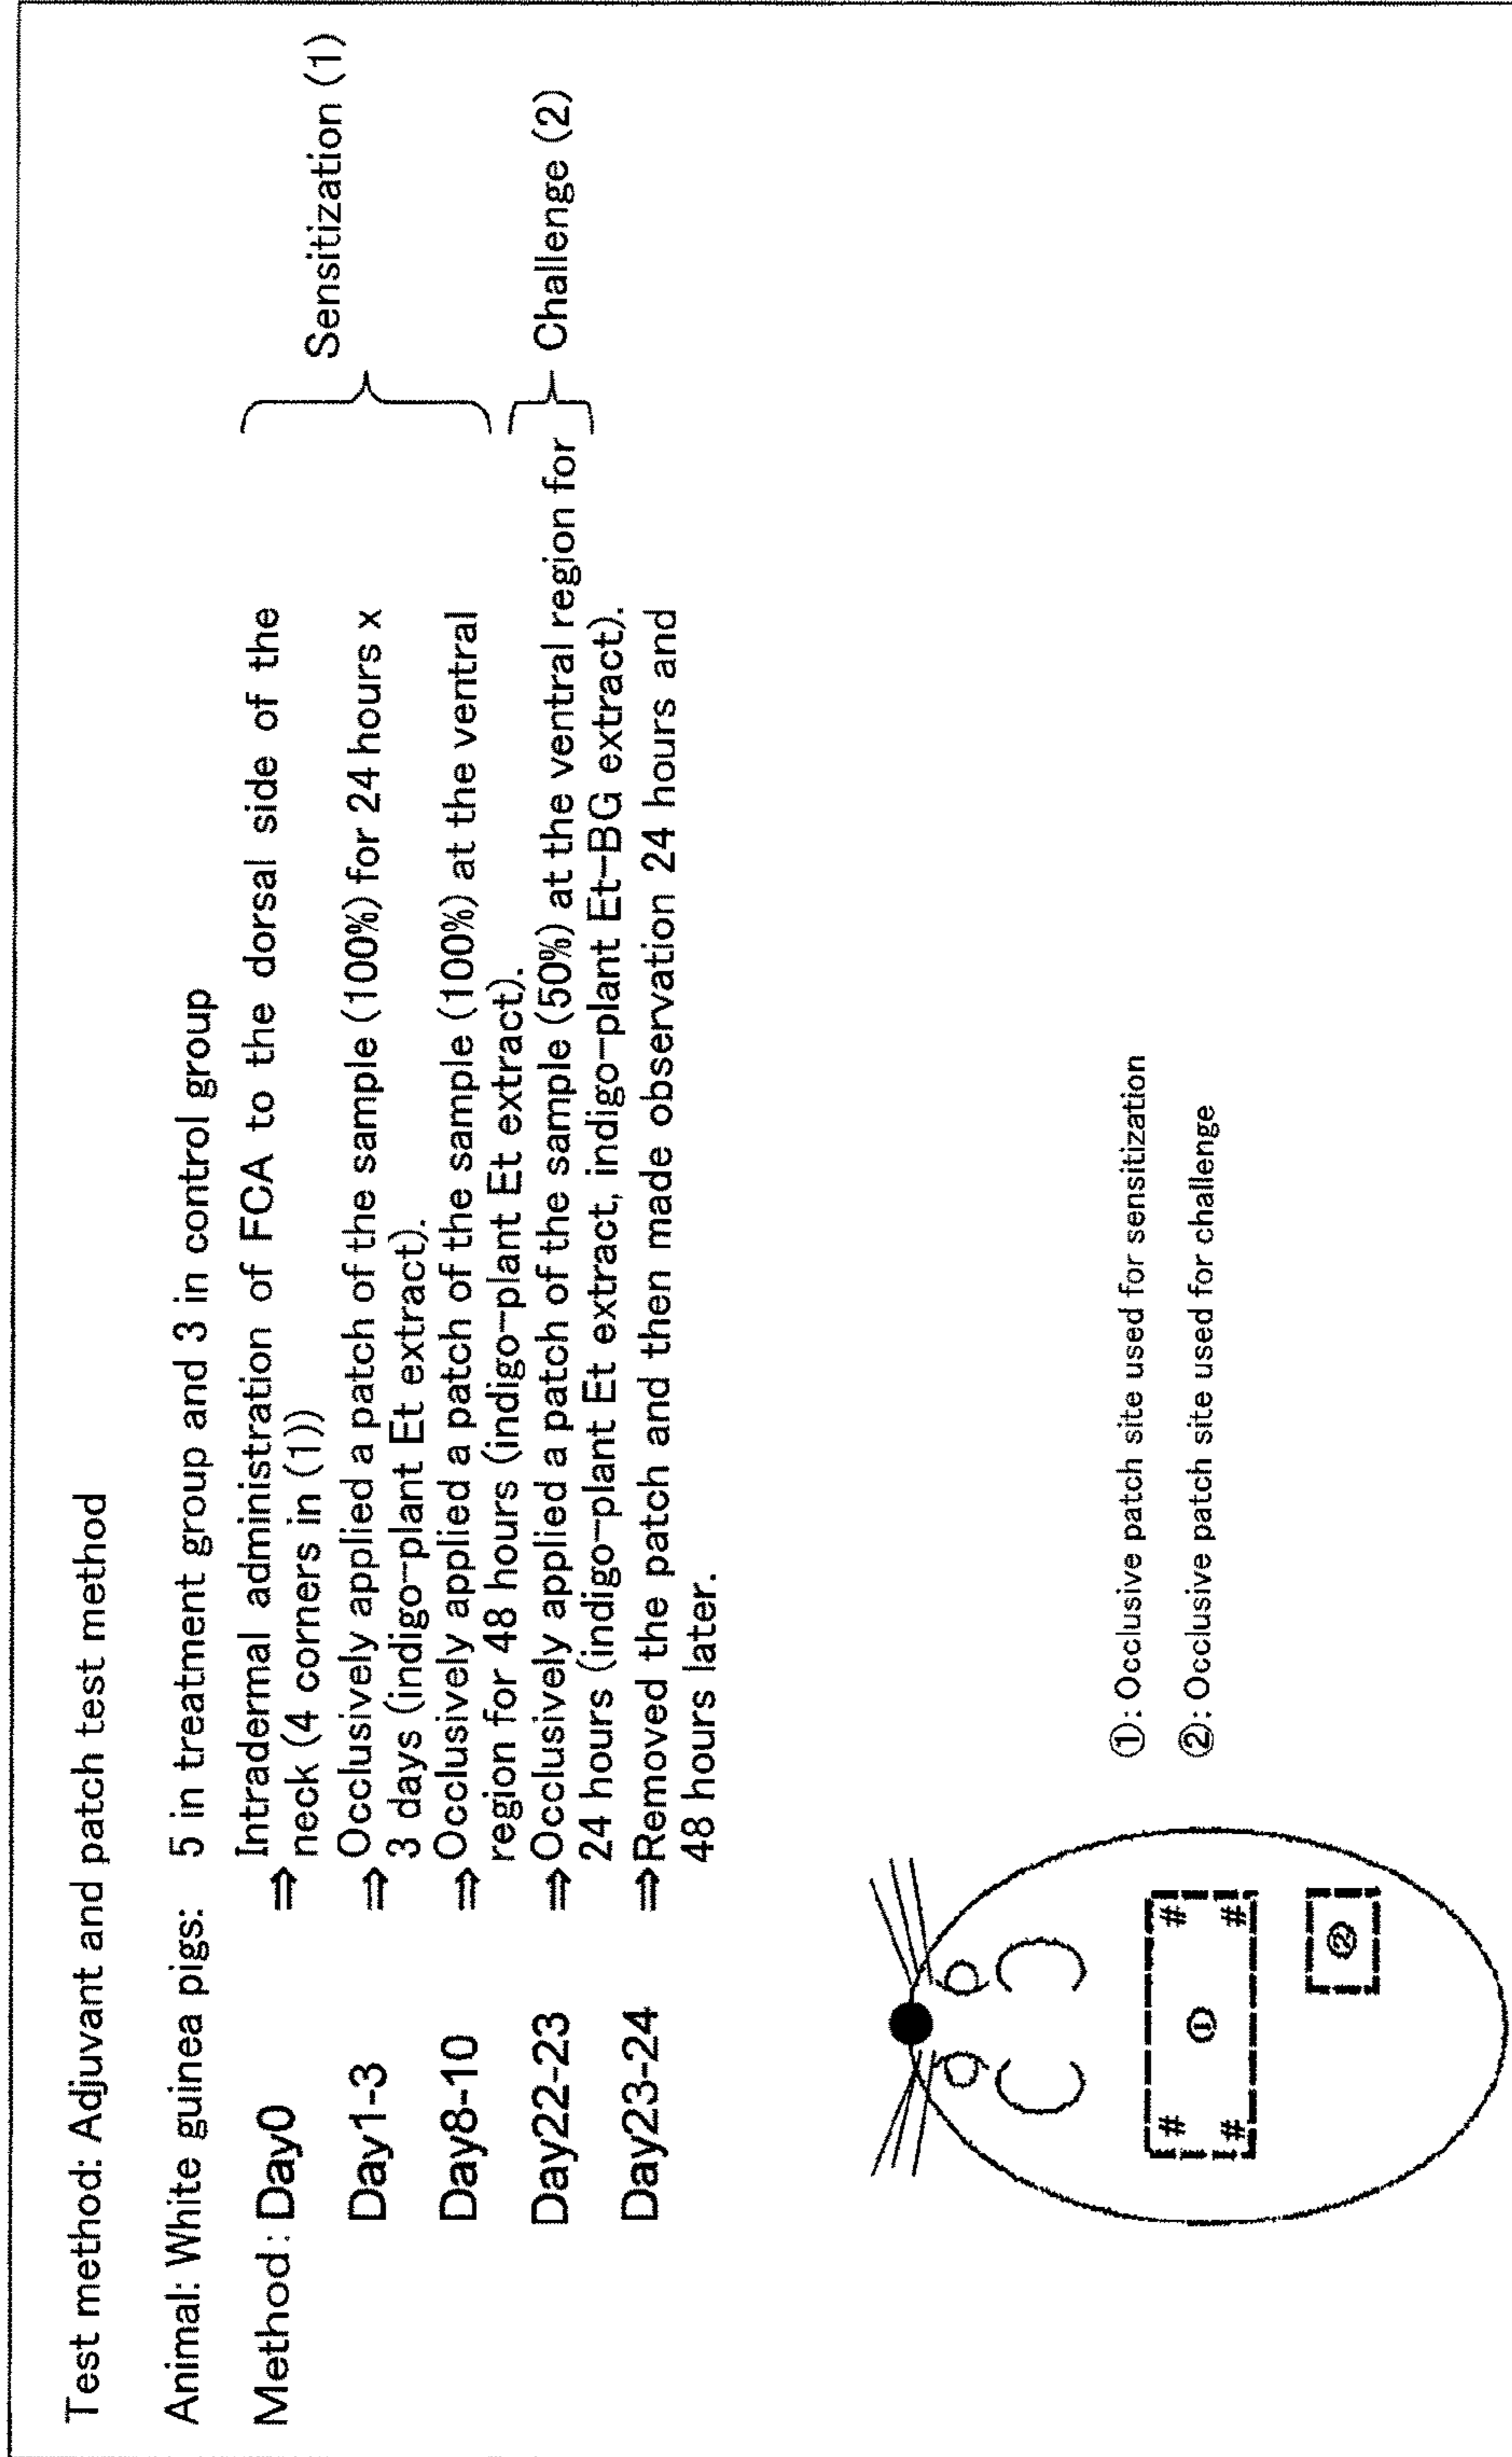 Test method: Adjuvant and patch test method
Animal: White guinea pigs: 5 in treatment group and 3 in control group
Method: Day0 ⇒ Intradermal administration of FCA to the dorsal side of the
neck (4 corners in (1))
Day1-3 ⇒ Occlusively applied a patch of the sample (100%) for 24 hours x
3 days (indigo-plant Et extract).
Day8-10 ⇒ Occlusively applied a patch of the sample (100%) at the ventral
region for 48 hours (indigo-plant Et extract).
Sensitization (1)
Day22-23 ⇒ Occlusively applied a patch of the sample (50%) at the ventral region for
24 hours (indigo-plant Et extract, indigo-plant Et-BG extract).
Challenge (2)
Day23-24 ⇒ Removed the patch and then made observation 24 hours and
48 hours later.
# #
①
# #
②
①: Occlusive patch site used for sensitization
②: Occlusive patch site used for challenge